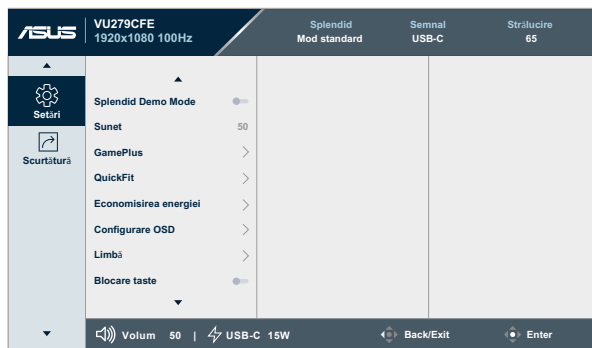 ASUS
VU279CFE
1920x1080 100Hz
Splendid
Mod standard
Semnal
USB-C
Strălucire
65
Setări
Scurtătură
Splendid Demo Mode
Sunet 50
GamePlus
QuickFit
Economisirea energiei
Configurare OSD
Limbă
Blocare taste
Volum 50 | USB-C 15W Back/Exit Enter